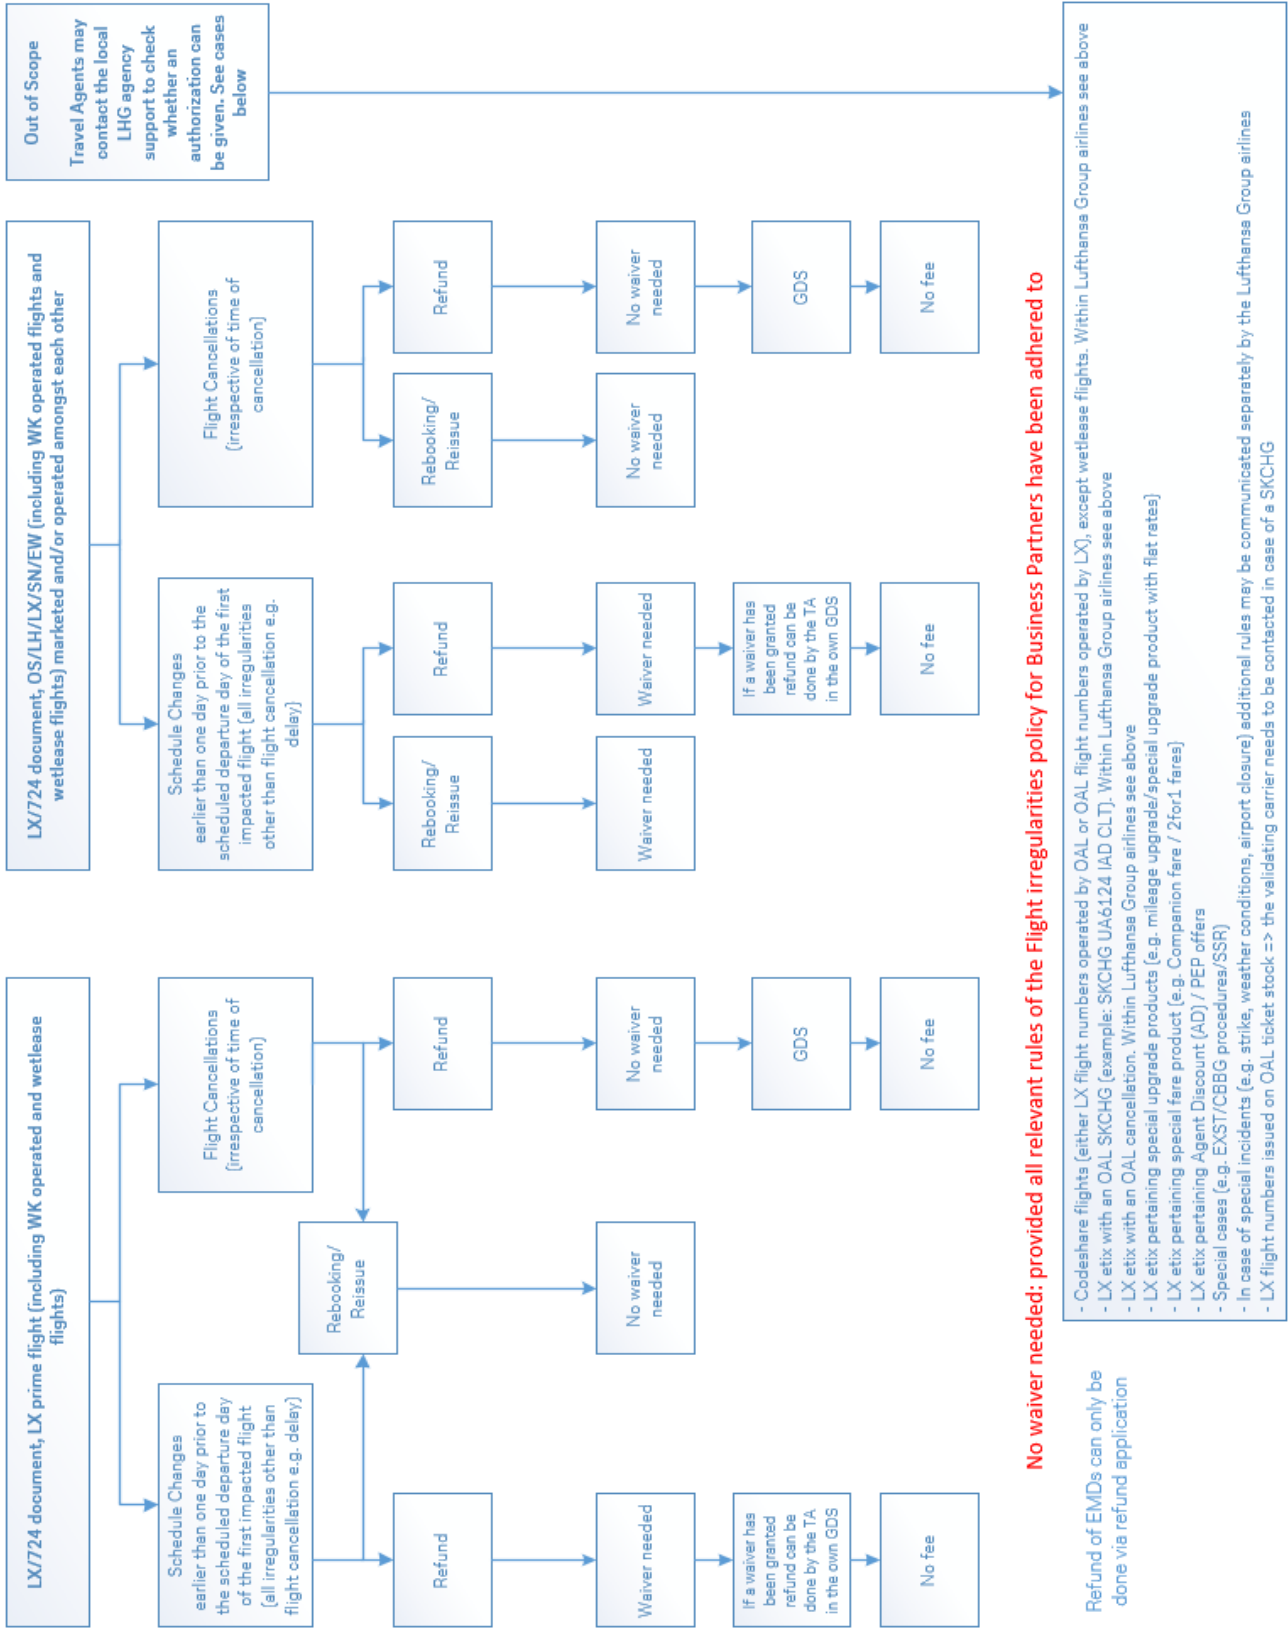 LX/724 document, LX prime flight (including WK operated and wetlease
flights)
Schedule Changes
earlier than one day prior to
the scheduled departure day
of the first impacted flight
(all irregularities other than
flight cancellation e.g. delay)
Flight Cancellations
(irrespective of time of
cancellation)
Rebooking/
Reissue
Refund
Refund
Waiver needed
No waiver
needed
No waiver
needed
If a waiver has
been granted
refund can be
done by the TA
in the own GDS
GDS
No fee
No fee
LX/724 document, OS/LH/LX/SN/EW (including WK operated flights and
wetlease flights) marketed and/or operated amongst each other
Schedule Changes
earlier than one day prior to the
scheduled departure day of the first
impacted flight (all irregularities
other than flight cancellation e.g.
delay)
Flight Cancellations
(irrespective of time of
cancellation)
Rebooking/
Reissue
Refund
Rebooking/
Reissue
Refund
Waiver needed
Waiver needed
No waiver
needed
No waiver
needed
If a waiver has
been granted
refund can be
done by the TA
in the own GDS
GDS
No fee
No fee
Out of Scope
Travel Agents may
contact the local
LHG agency
support to check
whether an
authorization can
be given. See cases
below
No waiver needed: provided all relevant rules of the Flight irregularities policy for Business Partners have been adhered to
Refund of EMDs can only be
done via refund application
- Codeshare flights (either LX flight numbers operated by OAL or OAL flight numbers operated by LX), except wetlease flights. Within Lufthansa Group airlines see above
- LX etix with an OAL SKCHG (example: SKCHG UA6124 IAD CLT). Within Lufthansa Group airlines see above
- LX etix with an OAL cancellation. Within Lufthansa Group airlines see above
- LX etix pertaining special upgrade products (e.g. mileage upgrade/special upgrade product with flat rates)
- LX etix pertaining special fare product (e.g. Companion fare / 2for1 fares)
- LX etix pertaining Agent Discount (AD) / PEP offers
- Special cases (e.g. EXST/CBBG procedures/SSR)
- In case of special incidents (e.g. strike, weather conditions, airport closure) additional rules may be communicated separately by the Lufthansa Group airlines
- LX flight numbers issued on OAL ticket stock => the validating carrier needs to be contacted in case of a SKCHG